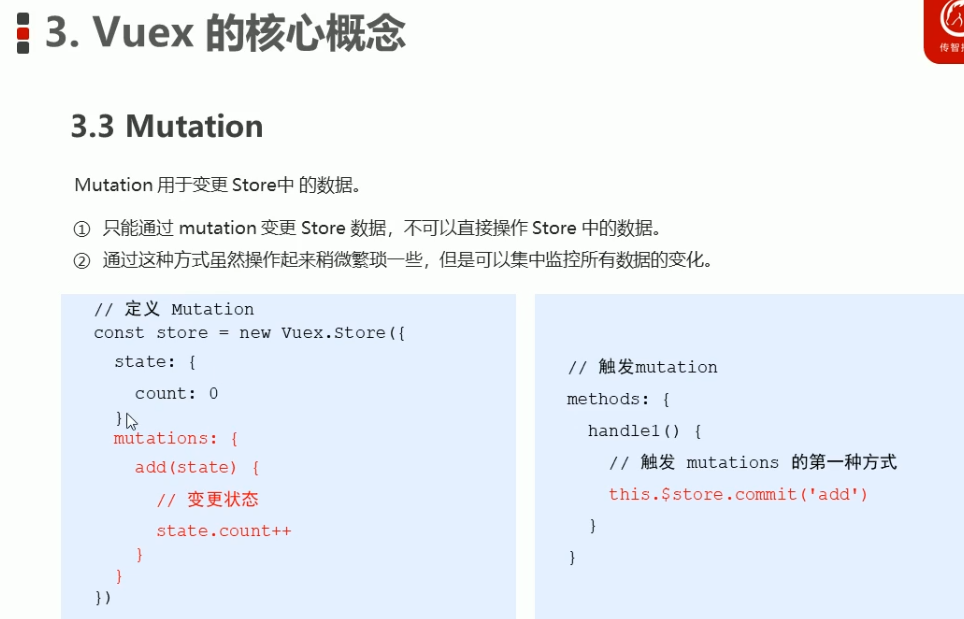 3. Vuex 的核心概念
传智
3.3 Mutation
Mutation 用于变更 Store中 的数据。
① 只能通过 mutation 变更 Store 数据，不可以直接操作 Store 中的数据。
② 通过这种方式虽然操作起来稍微繁琐一些，但是可以集中监控所有数据的变化。
// 定义 Mutation
const store = new Vuex.Store({
state: {
count: 0
}
mutations: {
add(state) {
// 变更状态
state.count++
}
}
})
// 触发mutation
methods: {
handle1() {
// 触发 mutations 的第一种方式
this.$store.commit('add')
}
}